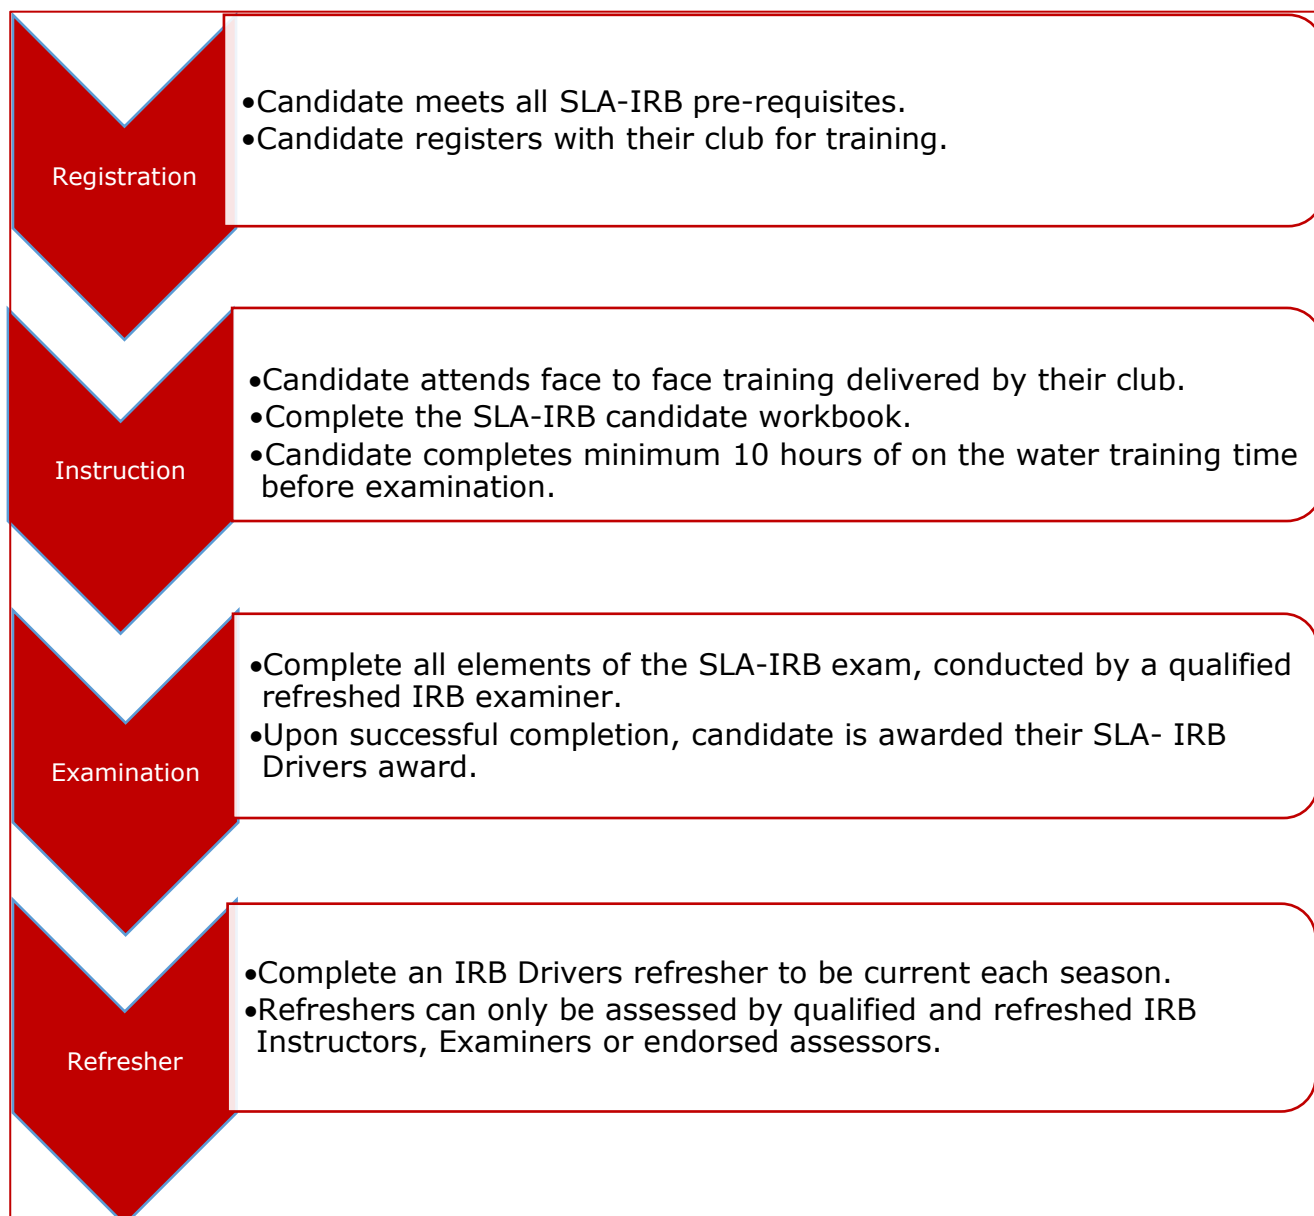 Registration
•Candidate meets all SLA-IRB pre-requisites.
•Candidate registers with their club for training.
Instruction
•Candidate attends face to face training delivered by their club.
•Complete the SLA-IRB candidate workbook.
•Candidate completes minimum 10 hours of on the water training time
before examination.
Examination
•Complete all elements of the SLA-IRB exam, conducted by a qualified
refreshed IRB examiner.
•Upon successful completion, candidate is awarded their SLA- IRB
Drivers award.
Refresher
•Complete an IRB Drivers refresher to be current each season.
•Refreshers can only be assessed by qualified and refreshed IRB
Instructors, Examiners or endorsed assessors.